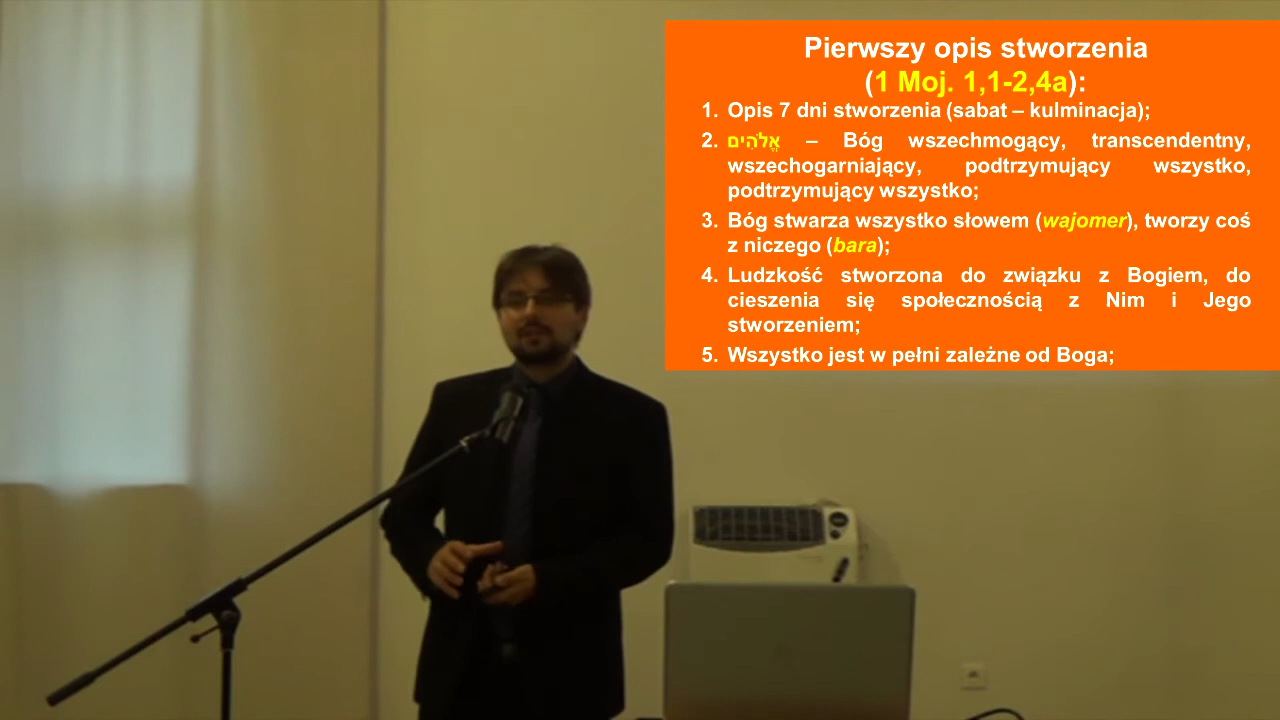 Pierwszy opis stworzenia
(1 Moj. 1,1-2,4a):
1. Opis 7 dni stworzenia (sabat – kulminacja);
2. אֱלֹהִים – Bóg wszechmogący, transcendentny,
wszechogarniający, podtrzymujący wszystko,
podtrzymujący wszystko;
3. Bóg stwarza wszystko słowem (wajomer), tworzy coś
z niczego (bara);
4. Ludzkość stworzona do związku z Bogiem, do
cieszenia się społecznością z Nim i Jego
stworzeniem;
5. Wszystko jest w pełni zależne od Boga;